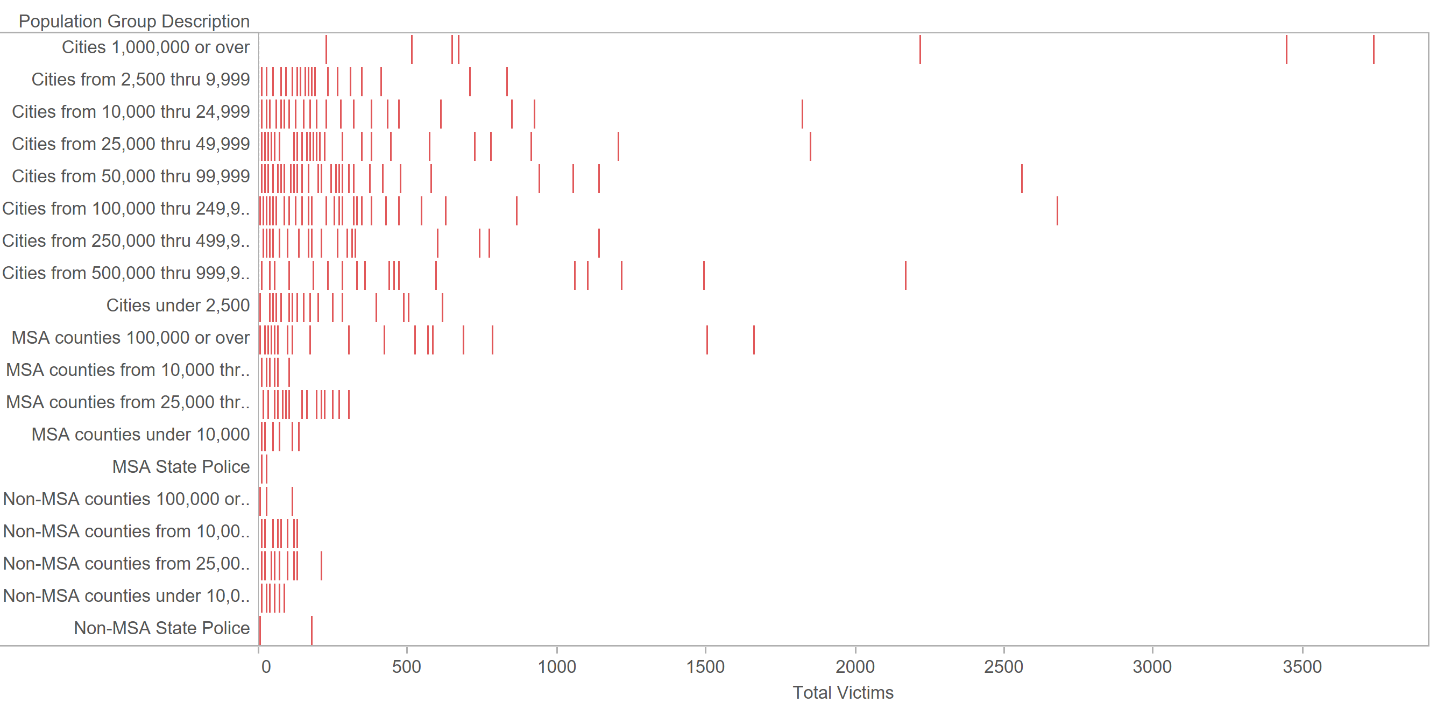 Population Group Description
Cities 1,000,000 or over
Cities from 2,500 thru 9,999
Cities from 10,000 thru 24,999
Cities from 25,000 thru 49,999
Cities from 50,000 thru 99,999
Cities from 100,000 thru 249,9..
Cities from 250,000 thru 499,9..
Cities from 500,000 thru 999,9..
Cities under 2,500
MSA counties 100,000 or over
MSA counties from 10,000 thr..
MSA counties from 25,000 thr..
MSA counties under 10,000
MSA State Police
Non-MSA counties 100,000 or..
Non-MSA counties from 10,00..
Non-MSA counties from 25,00..
Non-MSA counties under 10,0..
Non-MSA State Police
0 500 1000 1500 2000 2500 3000 3500
Total Victims